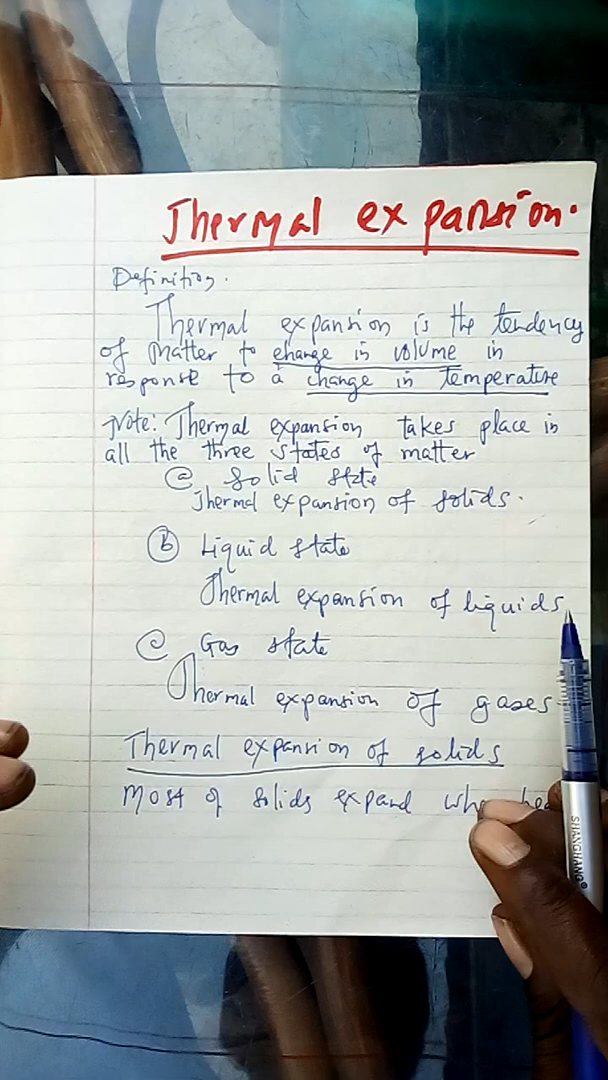 Thermal expansion.
Definition.
Thermal expansion is the tendency
of matter to change in volume in
response to a change in temperature
Note: Thermal expansion takes place in
all the three states of matter
(a) Solid state
Thermal expansion of solids.
(b) Liquid state
Thermal expansion of liquids
(c) Gas state
Thermal expansion of gases
Thermal expansion of solids
Most of solids expand
SHANGHANG